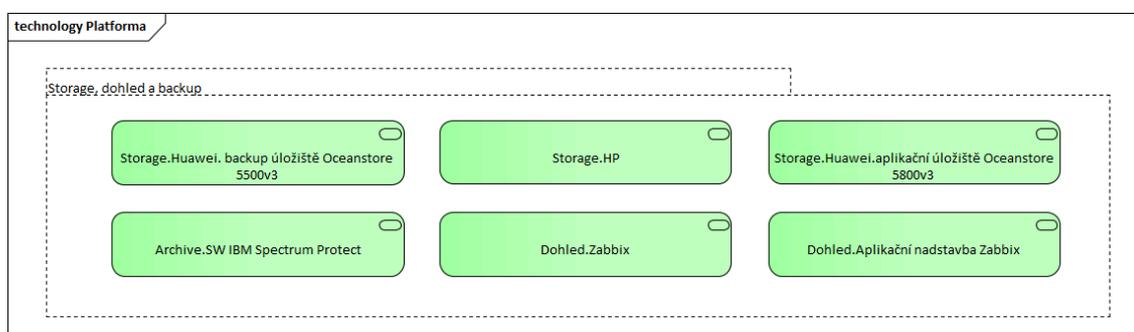 technology Platforma
Storage, dohled a backup
Storage.Huawei. backup úložiště Oceanstore
5500v3
Storage.HP
Storage.Huawei.aplikační úložiště Oceanstore
5800v3
Archive.SW IBM Spectrum Protect
Dohled.Zabbix
Dohled.Aplikační nadstavba Zabbix